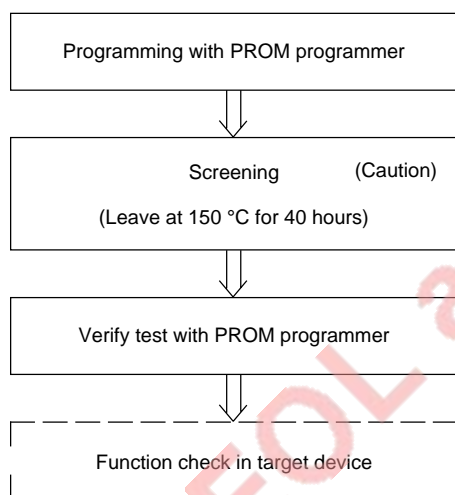 Programming with PROM programmer
Screening (Caution)
(Leave at 150 °C for 40 hours)
Verify test with PROM programmer
Function check in target device
EOL a